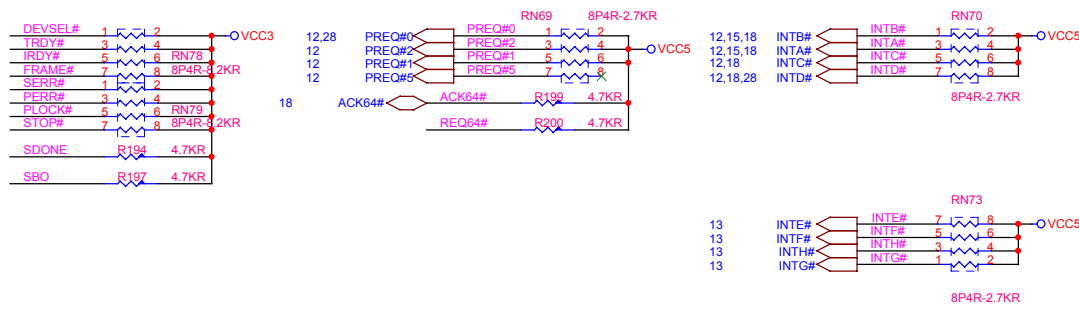 DEVSEL# 1 2 VCC3
TRDY# 3 4
IRDY# 5 6 RN78
FRAME# 7 8 8P4R-8.2KR
SERR# 1 2
PERR# 3 4
PLOCK# 5 6 RN79
STOP# 7 8 8P4R-8.2KR
SDONE R194 4.7KR
SBO R197 4.7KR
RN69 8P4R-2.7KR
12,28 PREQ#0 PREQ#0 1 2
12 PREQ#2 PREQ#2 3 4 VCC5
12 PREQ#1 PREQ#1 5 6
12 PREQ#5 PREQ#5 7 8
18 ACK64# ACK64# R199 4.7KR
REQ64# R200 4.7KR
RN70
12,15,18 INTB# INTB# 1 2 VCC5
12,15,18 INTA# INTA# 3 4
12,18 INTC# INTC# 5 6
12,18,28 INTD# INTD# 7 8
8P4R-2.7KR
RN73
13 INTE# INTE# 7 8 VCC5
13 INTF# INTF# 5 6
13 INTH# INTH# 3 4
13 INTG# INTG# 1 2
8P4R-2.7KR